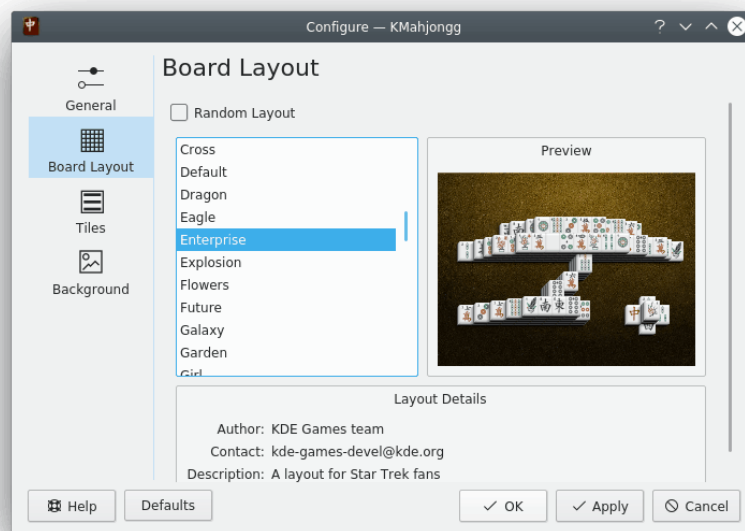 Configure — KMahjongg
General
Board Layout
Tiles
Background
Board Layout
Random Layout
Cross
Default
Dragon
Eagle
Enterprise
Explosion
Flowers
Future
Galaxy
Garden
Girl
Preview
Layout Details
Author: KDE Games team
Contact: kde-games-devel@kde.org
Description: A layout for Star Trek fans
Help
Defaults
OK
Apply
Cancel